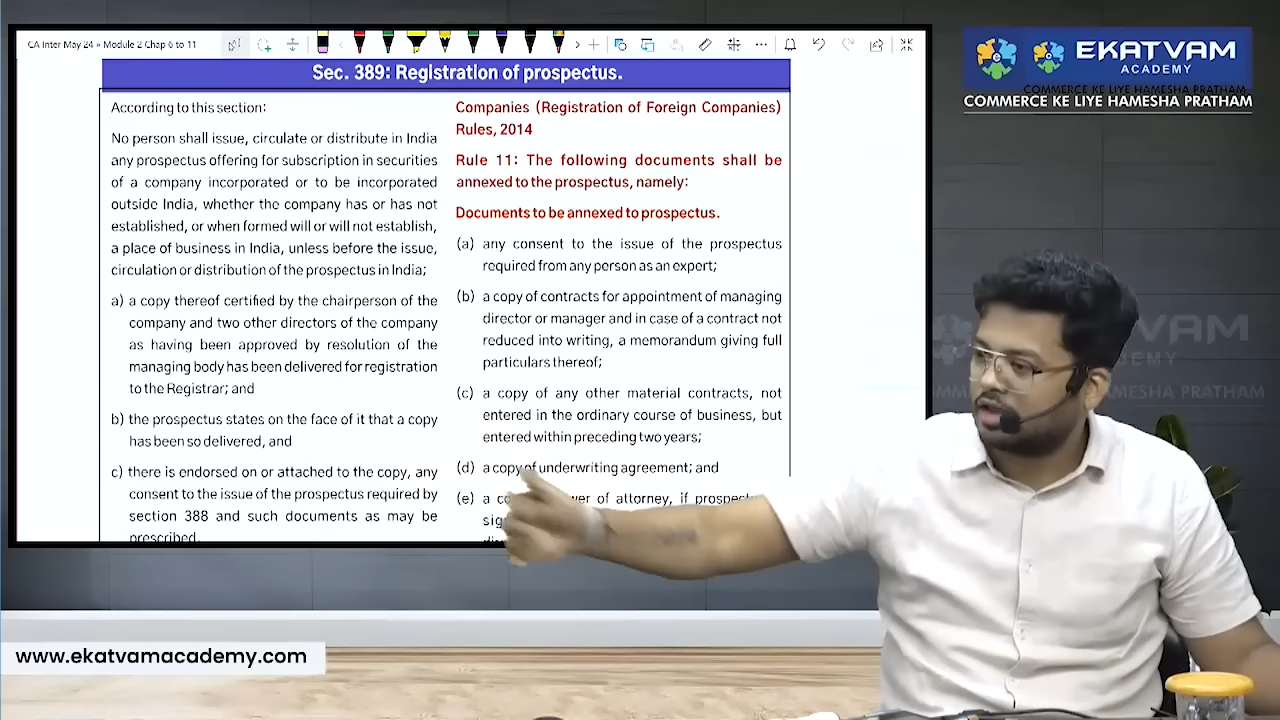 CA Inter May 24 » Module 2 Chap 6 to 11
Sec. 389: Registration of prospectus.
According to this section:
No person shall issue, circulate or distribute in India
any prospectus offering for subscription in securities
of a company incorporated or to be incorporated
outside India, whether the company has or has not
established, or when formed will or will not establish,
a place of business in India, unless before the issue,
circulation or distribution of the prospectus in India;
a) a copy thereof certified by the chairperson of the
company and two other directors of the company
as having been approved by resolution of the
managing body has been delivered for registration
to the Registrar; and
b) the prospectus states on the face of it that a copy
has been so delivered, and
c) there is endorsed on or attached to the copy, any
consent to the issue of the prospectus required by
section 388 and such documents as may be
prescribed.
Companies (Registration of Foreign Companies)
Rules, 2014
Rule 11: The following documents shall be
annexed to the prospectus, namely:
Documents to be annexed to prospectus.
(a) any consent to the issue of the prospectus
required from any person as an expert;
(b) a copy of contracts for appointment of managing
director or manager and in case of a contract not
reduced into writing, a memorandum giving full
particulars thereof;
(c) a copy of any other material contracts, not
entered in the ordinary course of business, but
entered within preceding two years;
(d) a copy of underwriting agreement; and
(e) a of attorney, if
EKATVAM
ACADEMY
COMMERCE KE LIYE HAMESHA PRATHAM
COMMERCE KE LIYE HAMESHA PRATHAM
www.ekatvamacademy.com